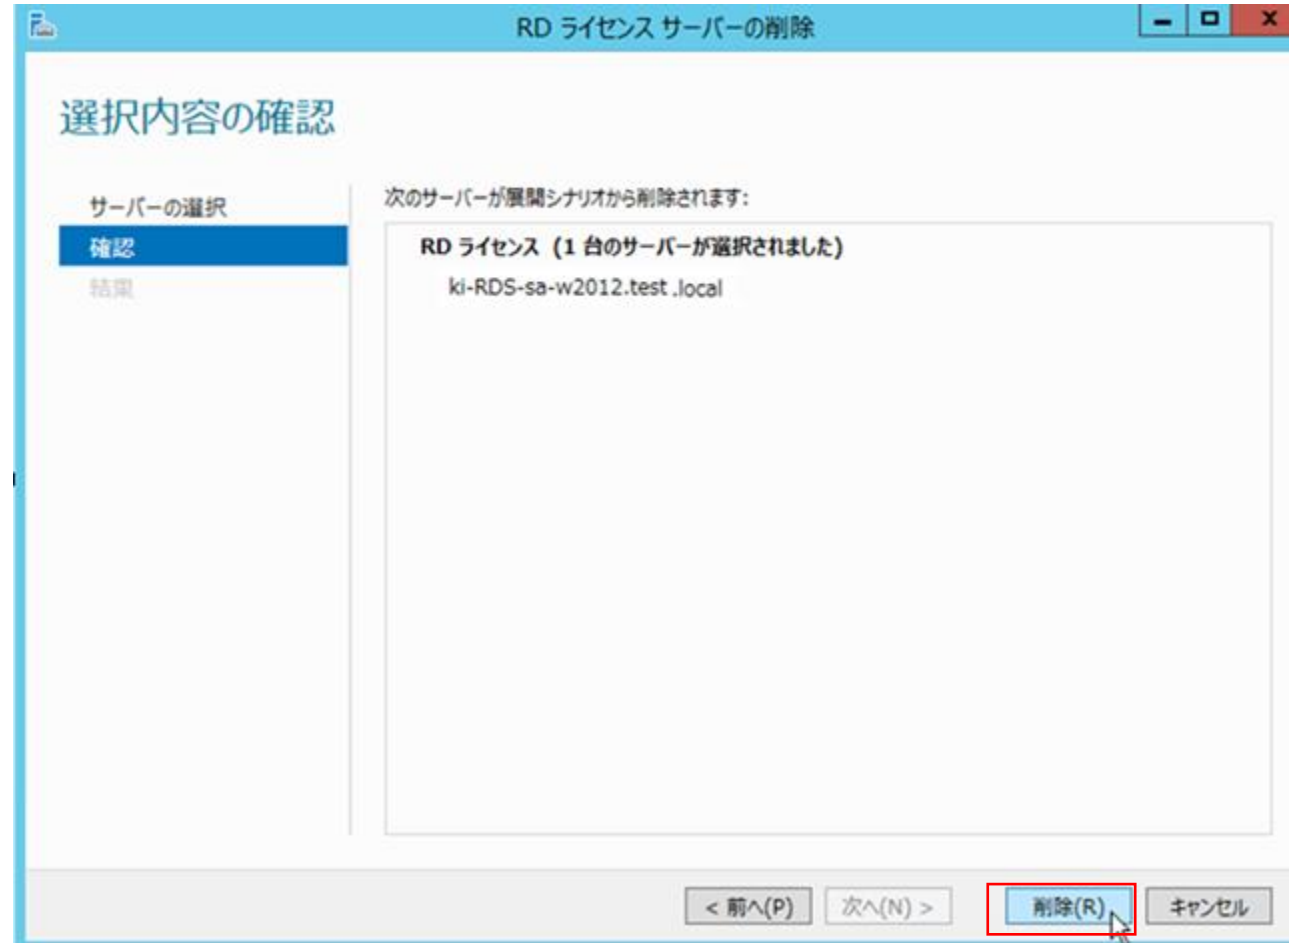 RD ライセンス サーバーの削除
選択内容の確認
サーバーの選択
確認
結果
次のサーバーが展開シナリオから削除されます:
RD ライセンス (1 台のサーバーが選択されました)
ki-RDS-sa-w2012.test.local
< 前へ(P)
次へ(N) >
削除(R)
キャンセル